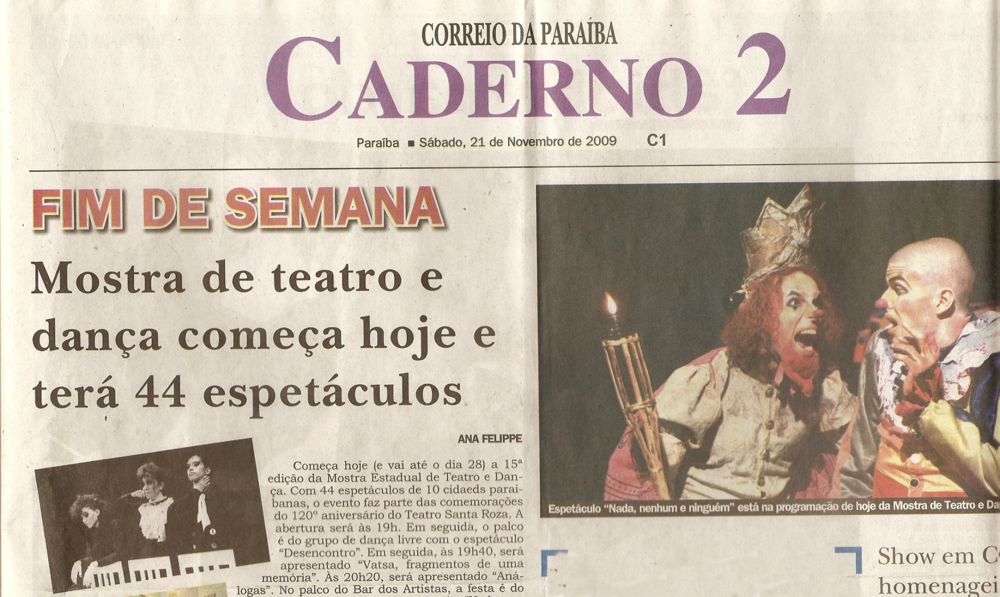 CORREIO DA PARAÍBA
CADERNO 2
Paraíba ■ Sábado, 21 de Novembro de 2009 C1
FIM DE SEMANA
Mostra de teatro e
dança começa hoje e
terá 44 espetáculos
ANA FELIPPE
Começa hoje (e vai até o dia 28) a 15ª
edição da Mostra Estadual de Teatro e Dan-
ça. Com 44 espetáculos de 10 cidaeds parai-
banas, o evento faz parte das comemorações
do 120º aniversário do Teatro Santa Roza. A
abertura será às 19h. Em seguida, o palco
é do grupo de dança livre com o espetáculo
“Desencontro”. Em seguida, às 19h40, será
apresentado “Vatsa, fragmentos de uma
memória”. Às 20h20, será apresentado “Aná-
logas”. No palco do Bar dos Artistas, a festa é do
Espetáculo “Nada, nenhum e ninguém” está na programação de hoje da Mostra de Teatro e Da
Show em C
homenagei